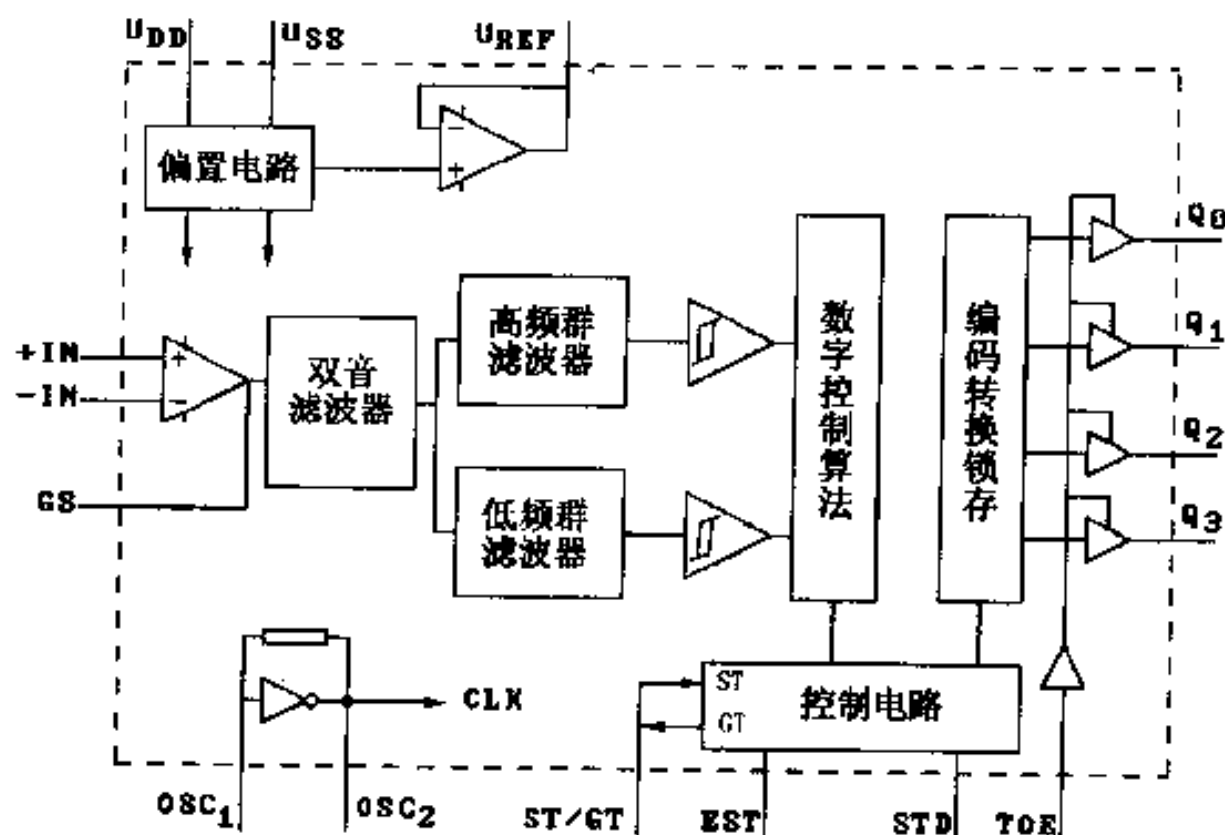 UDD USS UREF
偏置电路
- +
Q0
Q1
Q2
Q3
+IN
-IN
GS
+ -
双音
滤波器
高频群
滤波器
低频群
滤波器
数字控制算法
编码转换锁存
CLK
ST
GT
控制电路
OSC1 OSC2 ST/GT EST STD TOE